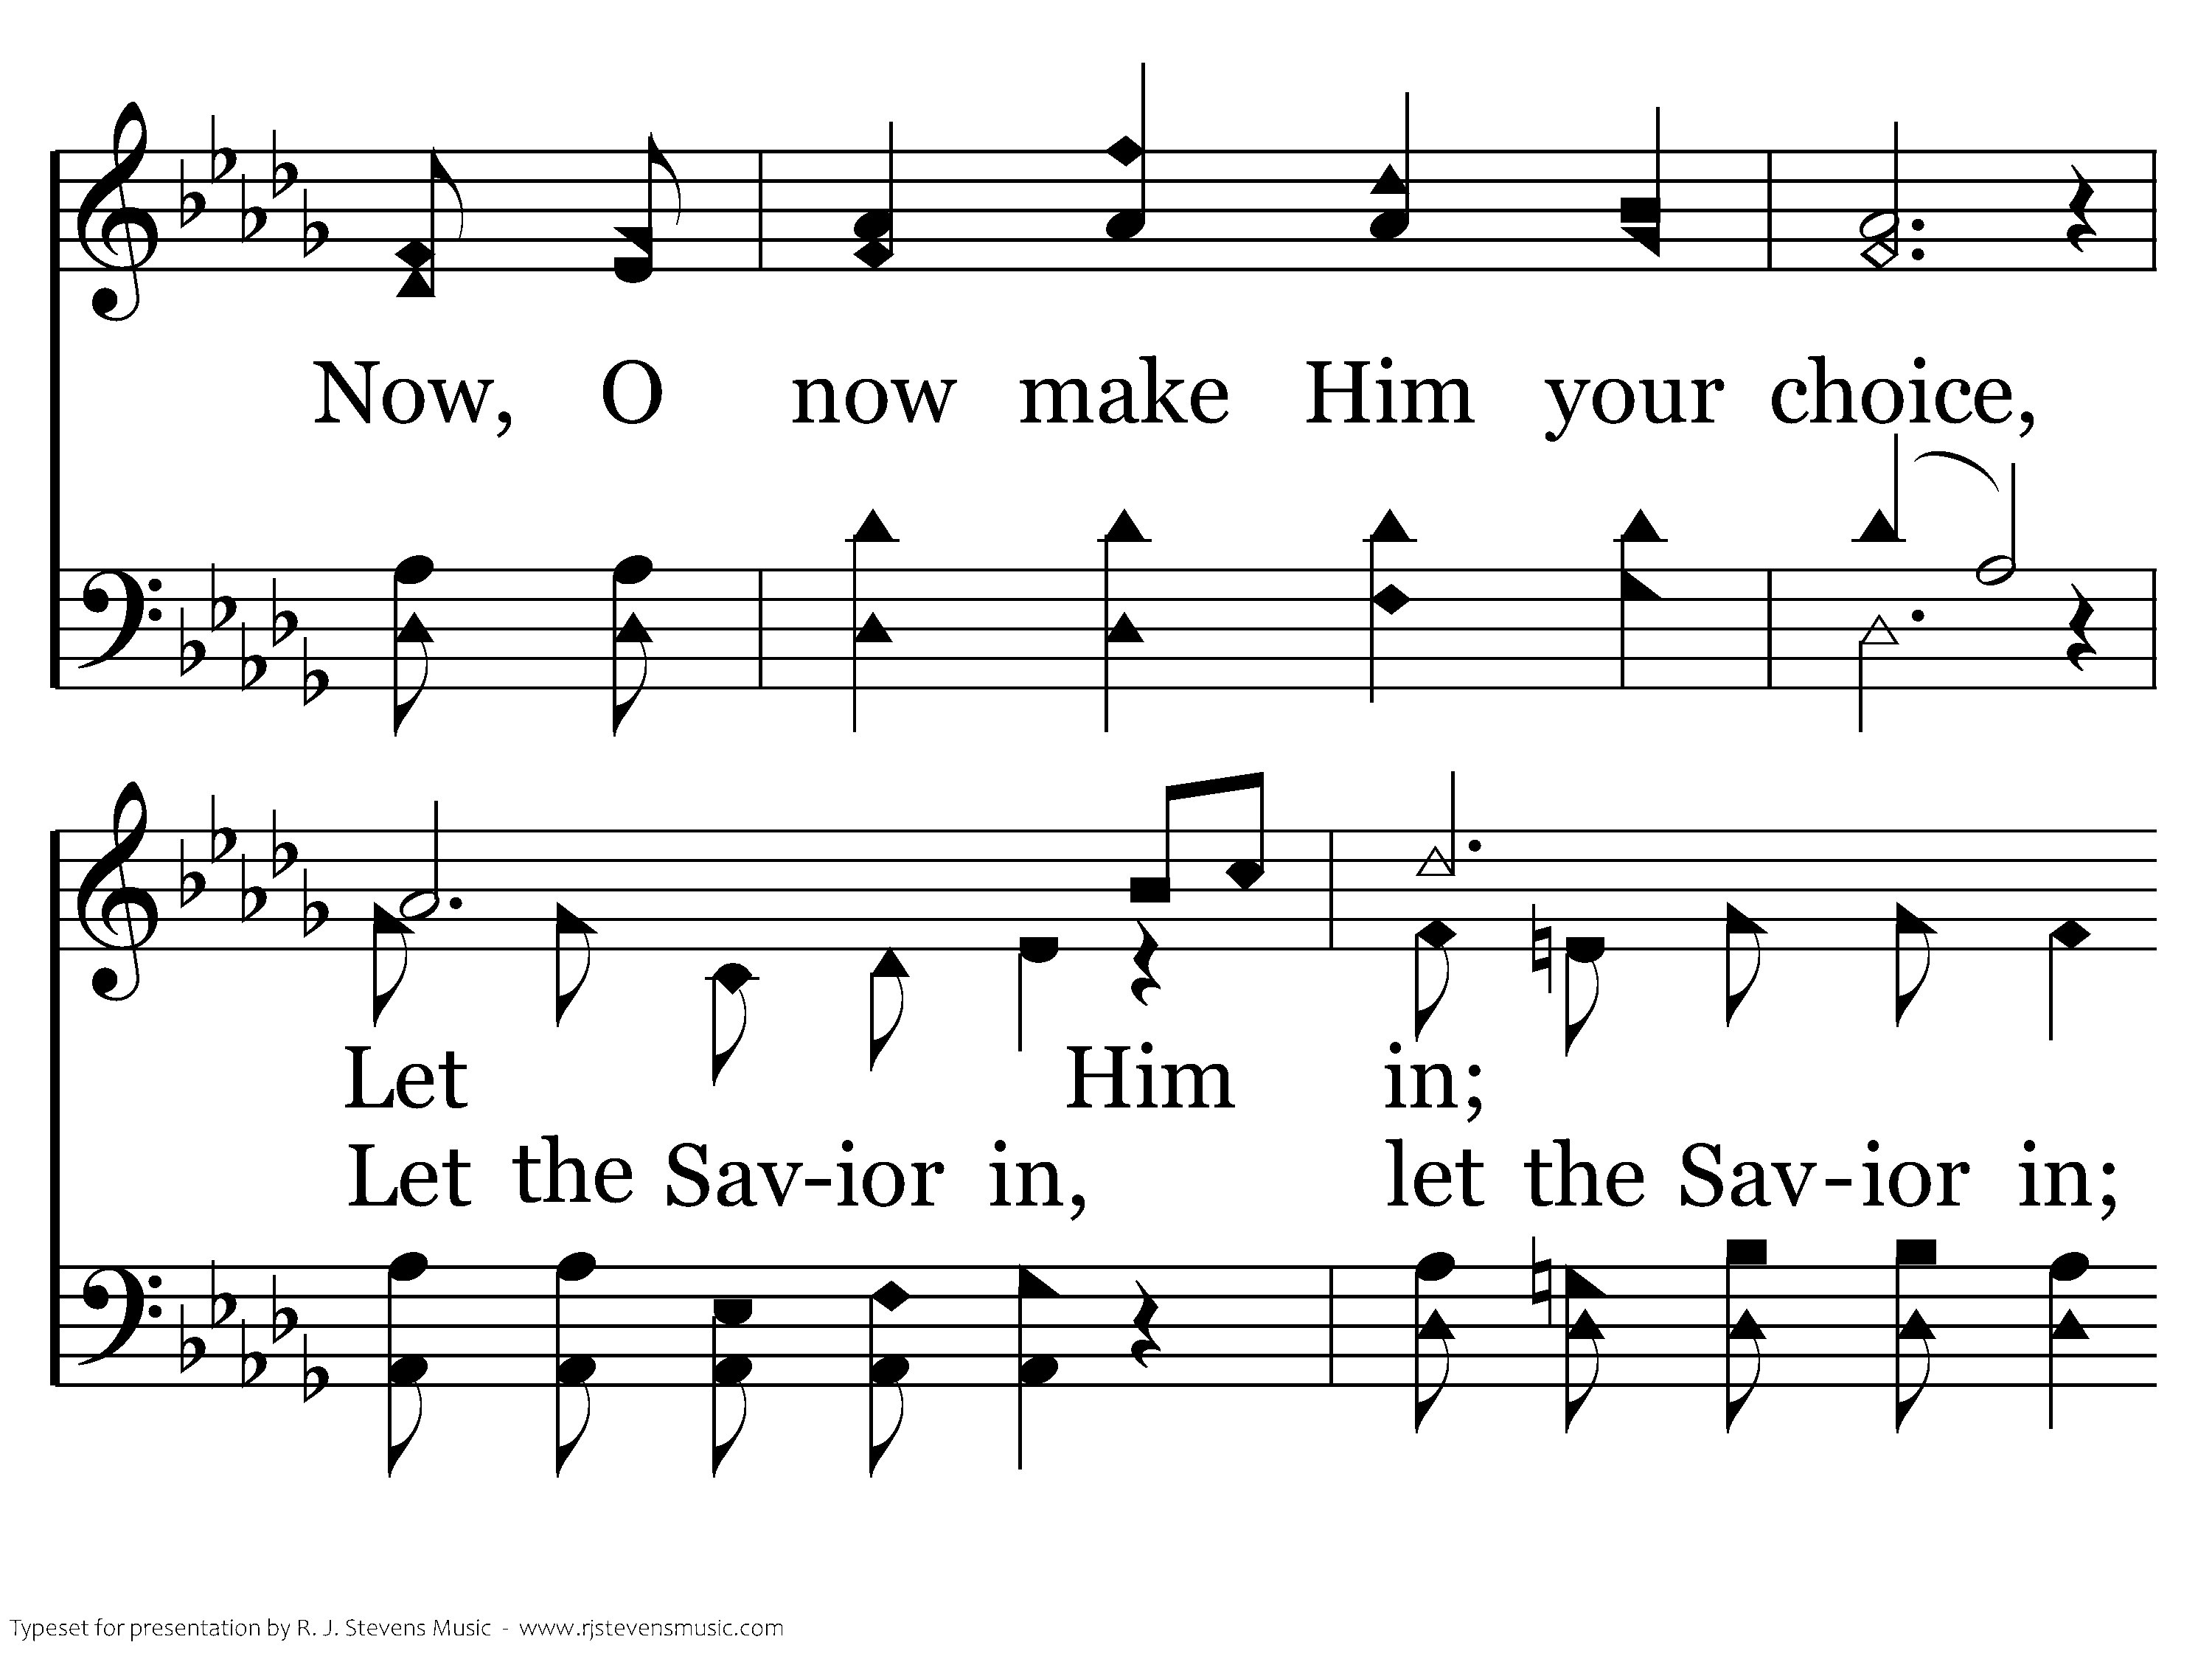 Now, O now make Him your choice,
Let Him in;
Let the Sav-ior in, let the Sav-ior in;
Typeset for presentation by R. J. Stevens Music - www.rjstevensmusic.com